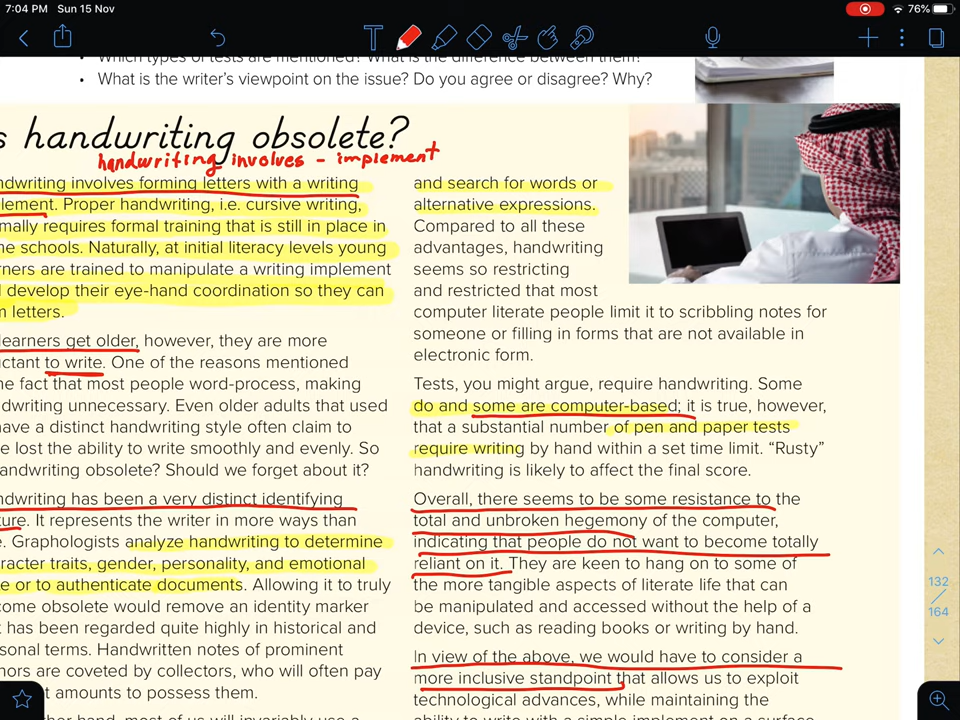 7:04 PM Sun 15 Nov
76%
Which types of tests are mentioned? What is the difference between them?
• What is the writer's viewpoint on the issue? Do you agree or disagree? Why?
s handwriting obsolete?
handwriting involves - implement
ndwriting involves forming letters with a writing
lement. Proper handwriting, i.e. cursive writing,
mally requires formal training that is still in place in
ne schools. Naturally, at initial literacy levels young
rners are trained to manipulate a writing implement
d develop their eye-hand coordination so they can
m letters.
learners get older, however, they are more
ctant to write. One of the reasons mentioned
he fact that most people word-process, making
dwriting unnecessary. Even older adults that used
ave a distinct handwriting style often claim to
e lost the ability to write smoothly and evenly. So
andwriting obsolete? Should we forget about it?
ndwriting has been a very distinct identifying
ture. It represents the writer in more ways than
e. Graphologists analyze handwriting to determine
racter traits, gender, personality, and emotional
e or to authenticate documents. Allowing it to truly
come obsolete would remove an identity marker
t has been regarded quite highly in historical and
sonal terms. Handwritten notes of prominent
hors are coveted by collectors, who will often pay
t amounts to possess them.
ther hand, most of us will invariably use a
and search for words or
alternative expressions.
Compared to all these
advantages, handwriting
seems so restricting
and restricted that most
computer literate people limit it to scribbling notes for
someone or filling in forms that are not available in
electronic form.
Tests, you might argue, require handwriting. Some
do and some are computer-based; it is true, however,
that a substantial number of pen and paper tests
require writing by hand within a set time limit. “Rusty”
handwriting is likely to affect the final score.
Overall, there seems to be some resistance to the
total and unbroken hegemony of the computer,
indicating that people do not want to become totally
reliant on it. They are keen to hang on to some of
the more tangible aspects of literate life that can
be manipulated and accessed without the help of a
device, such as reading books or writing by hand.
In view of the above, we would have to consider a
more inclusive standpoint that allows us to exploit
technological advances, while maintaining the
ability to write with a simple implement on a surface
132
164